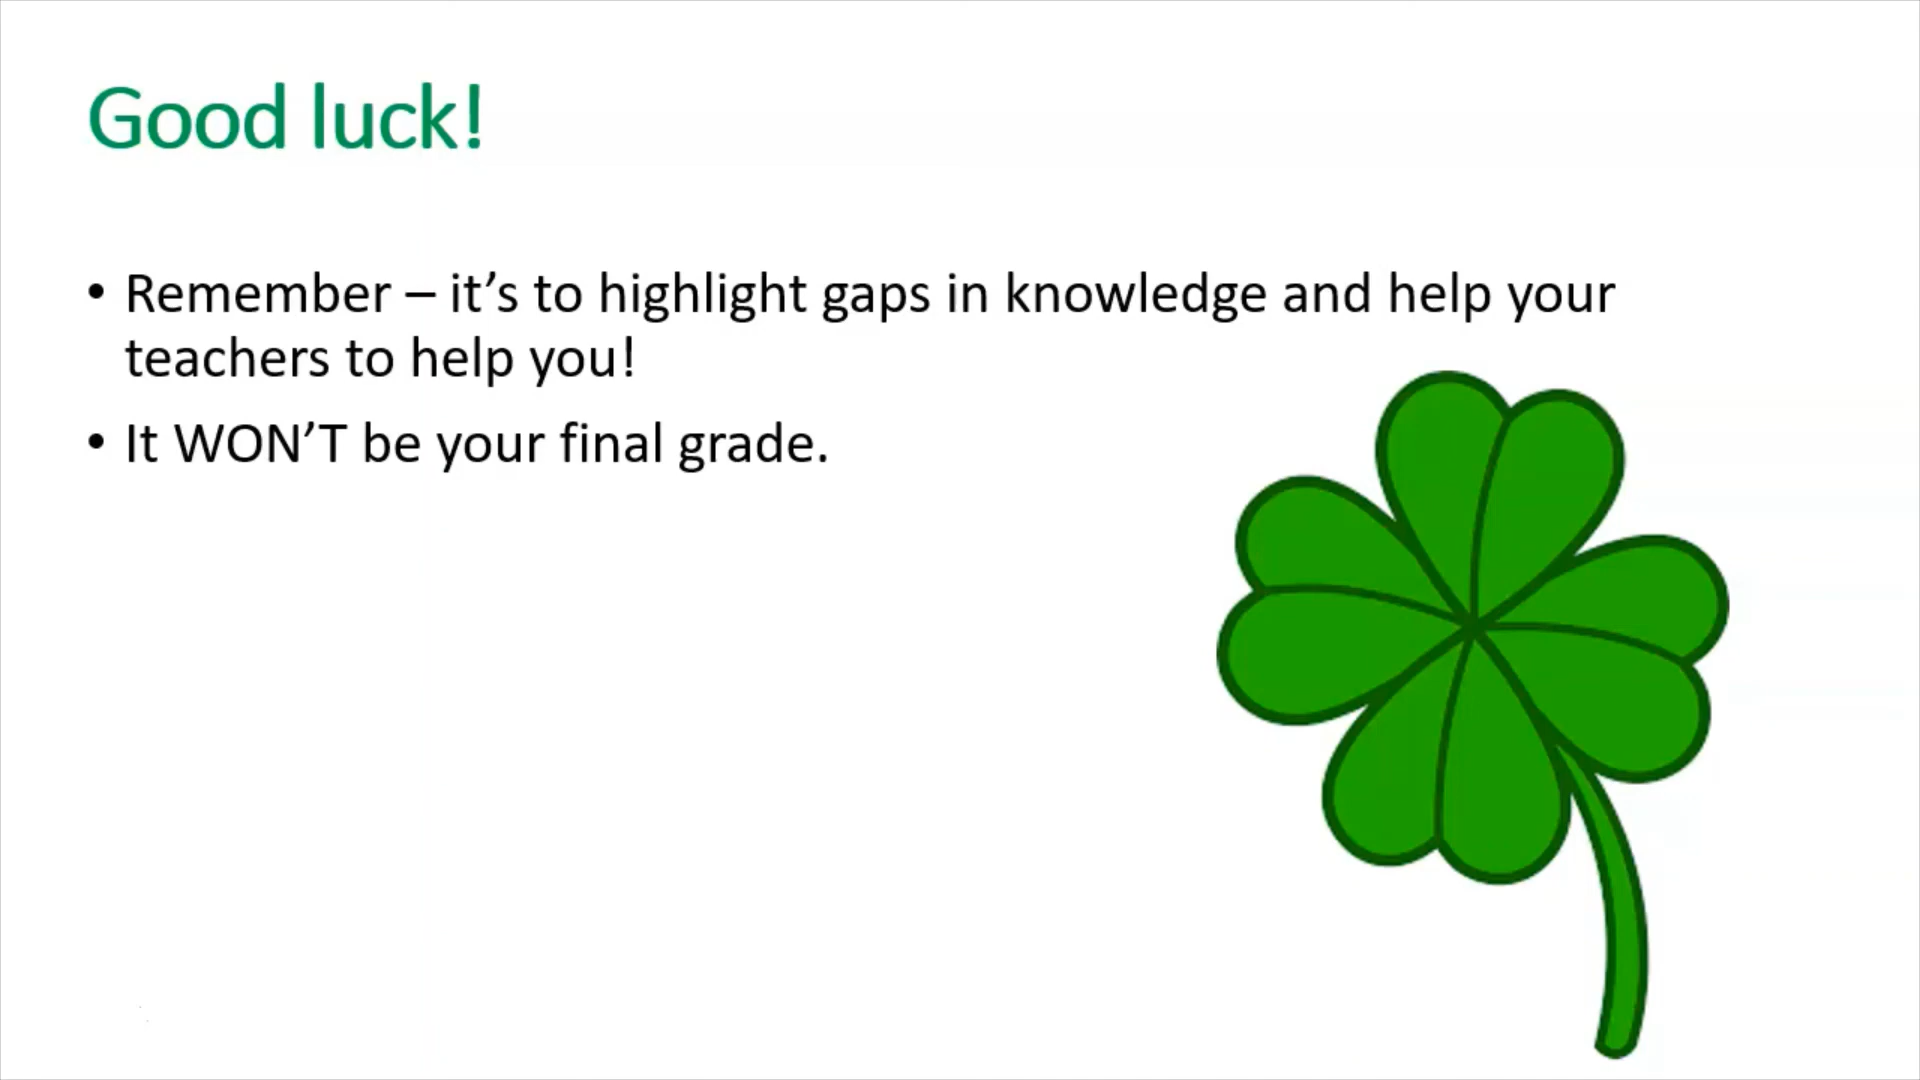 Good luck!
• Remember – it’s to highlight gaps in knowledge and help your
teachers to help you!
• It WON’T be your final grade.